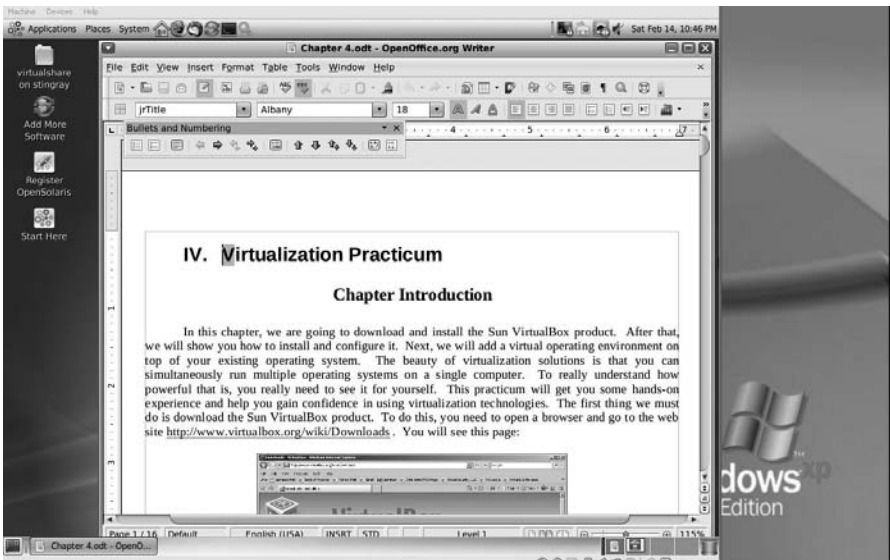 Machine Devices Help
Applications Places System Sat Feb 14, 10:46 PM
virtualshare
on stingray
Add More
Software
Register
OpenSolaris
Start Here
Chapter 4.odt - OpenOffice.org Writer
File Edit View Insert Format Table Tools Window Help
jrTitle Albany 18
Bullets and Numbering
4 5 6 7
IV. Virtualization Practicum
Chapter Introduction
In this chapter, we are going to download and install the Sun VirtualBox product. After that,
we will show you how to install and configure it. Next, we will add a virtual operating environment on
top of your existing operating system. The beauty of virtualization solutions is that you can
simultaneously run multiple operating systems on a single computer. To really understand how
powerful that is, you really need to see it for yourself. This practicum will get you some hands-on
experience and help you gain confidence in using virtualization technologies. The first thing we must
do is download the Sun VirtualBox product. To do this, you need to open a browser and go to the web
site http://www.virtualbox.org/wiki/Downloads . You will see this page:
VirtualBox
Page 1 / 16 Default English (USA) INSRT STD Level 1 115%
Chapter 4.odt - OpenO...
dows xp
Edition